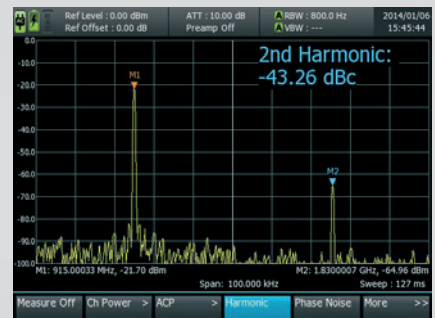 Ref Level : 0.00 dBm ATT : 10.00 dB RBW : 800.0 Hz 2014/01/06
Ref Offset : 0.00 dB Preamp Off VBW : --- 15:45:44
0.0
2nd Harmonic:
-43.26 dBc
-10.0
M1
-20.0
-30.0
-40.0
-50.0
M2
-60.0
-70.0
-80.0
-90.0
-100.0
M1: 915.00033 MHz, -21.70 dBm M2: 1.8300007 GHz, -64.96 dBm
Span: 100.000 kHz Sweep : 127 ms
Measure Off Ch Power > ACP > Harmonic Phase Noise More >>